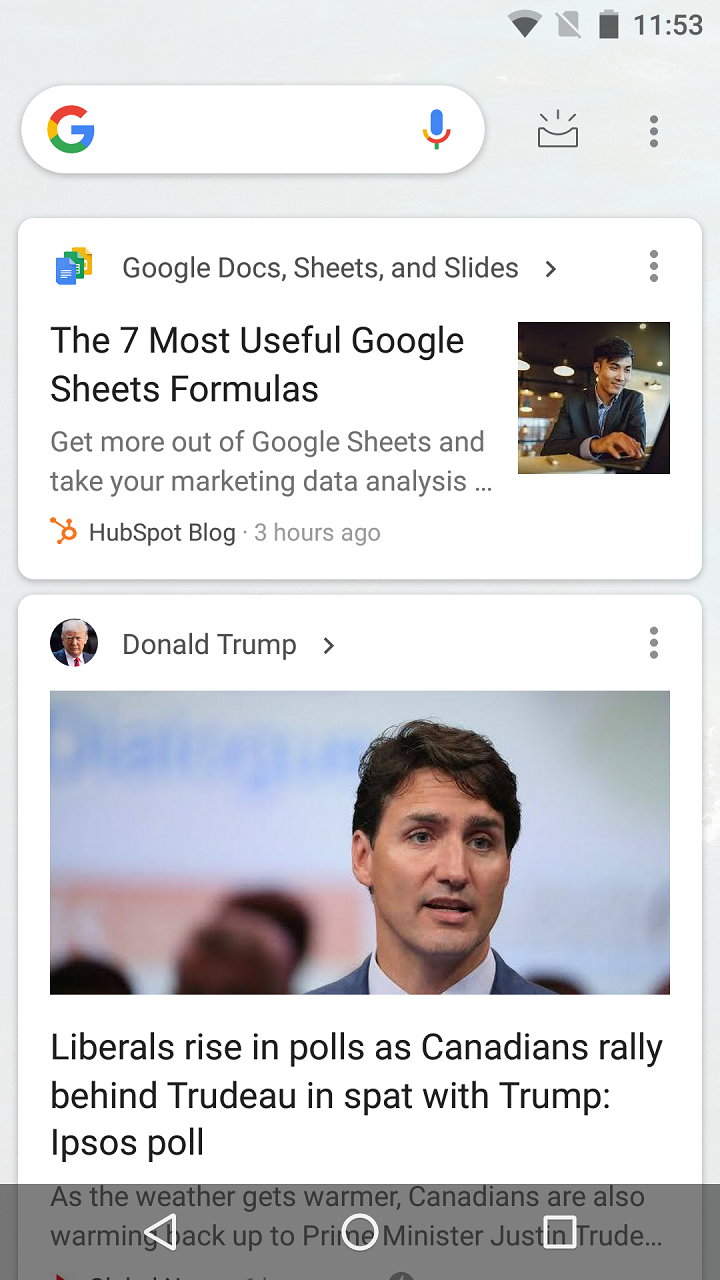 11:53
Google Docs, Sheets, and Slides
The 7 Most Useful Google
Sheets Formulas
Get more out of Google Sheets and
take your marketing data analysis ...
HubSpot Blog · 3 hours ago
Donald Trump
Dialogue
Liberals rise in polls as Canadians rally
behind Trudeau in spat with Trump:
Ipsos poll
As the weather gets warmer, Canadians are also
warming back up to Prime Minister Justin Trude...